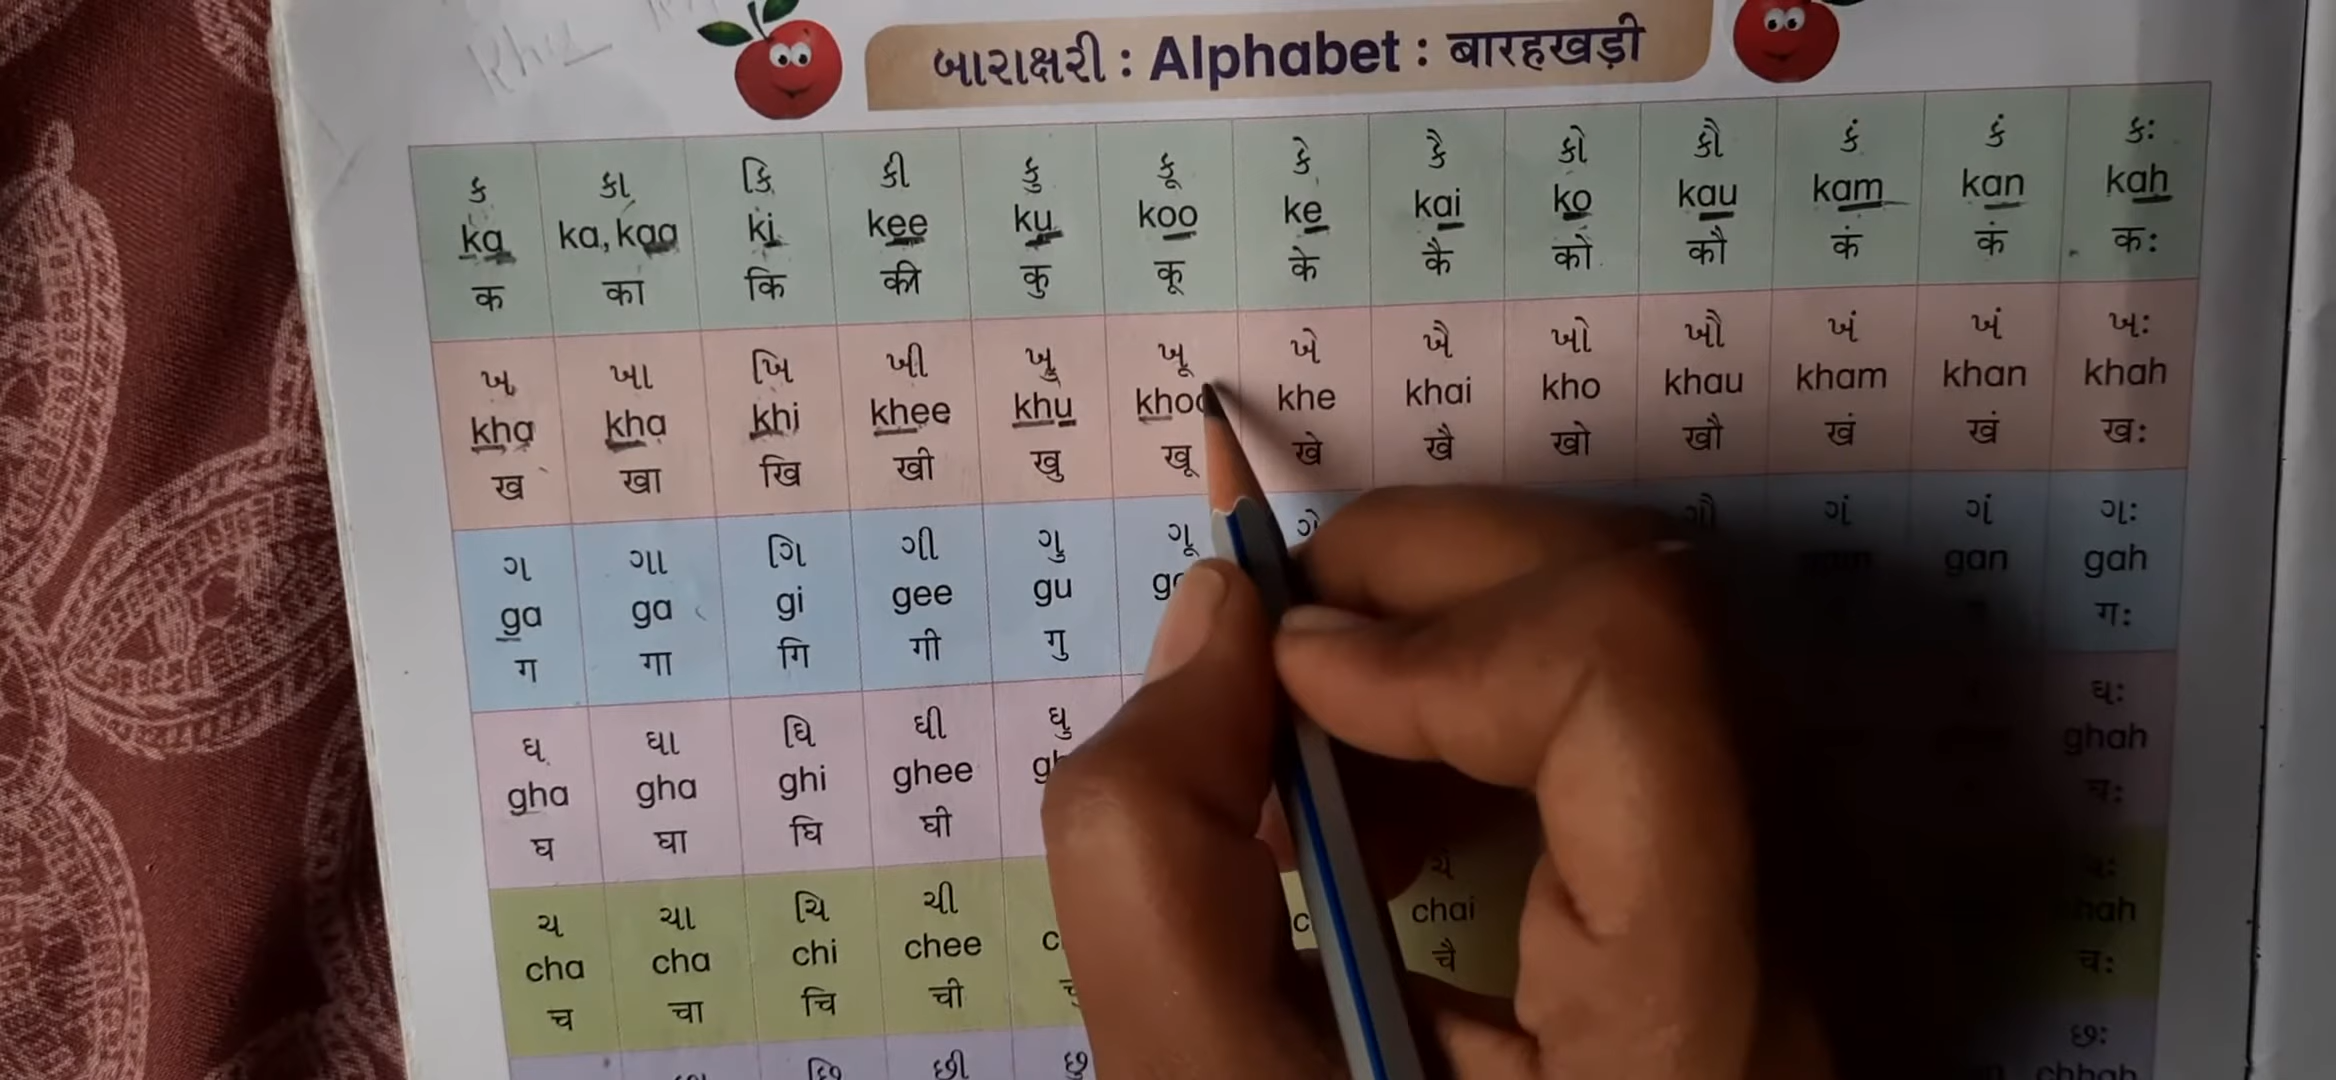 khu
બારાક્ષરી : Alphabet : बारहखड़ी
ક કા કિ કી કુ કૂ કે કૈ કો કૌ કં કં કઃ
ka ka, kaa ki kee ku koo ke kai ko kau kam kan kah
क का कि की कु कू के कै को कौ कं कं कः
ખ ખા ખિ ખી ખુ ખૂ ખે ખૈ ખો ખૌ ખં ખં ખઃ
kha kha khi khee khu khe khai kho khau kham khan khah
ख खा खि खी खु खू खे खै खो खौ खं खं खः
ગ ગા ગિ ગી ગુ ગૂ ગે ગૌ ગં ગં ગઃ
ga ga gi gee gu gan gah
ग गा गि गी गु गः
ઘ ઘા ઘિ ઘી ઘુ ઘઃ
gha gha ghi ghee ghah
घ घा घि घी
ચ ચા ચિ ચી
cha cha chi chee chai
च चा चि ची चै चः
છિ છી છુ છઃ
chhah